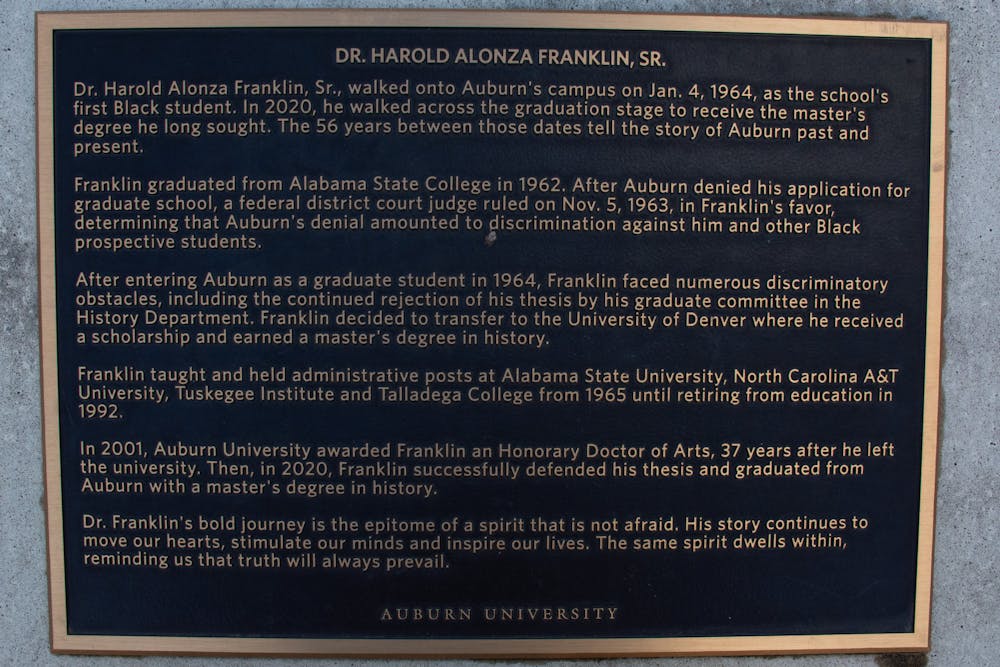 DR. HAROLD ALONZA FRANKLIN, SR.
Dr. Harold Alonza Franklin, Sr., walked onto Auburn's campus on Jan. 4, 1964, as the school's
first Black student. In 2020, he walked across the graduation stage to receive the master's
degree he long sought. The 56 years between those dates tell the story of Auburn past and
present.
Franklin graduated from Alabama State College in 1962. After Auburn denied his application for
graduate school, a federal district court judge ruled on Nov. 5, 1963, in Franklin's favor,
determining that Auburn's denial amounted to discrimination against him and other Black
prospective students.
After entering Auburn as a graduate student in 1964, Franklin faced numerous discriminatory
obstacles, including the continued rejection of his thesis by his graduate committee in the
History Department. Franklin decided to transfer to the University of Denver where he received
a scholarship and earned a master's degree in history.
Franklin taught and held administrative posts at Alabama State University, North Carolina A&T
University, Tuskegee Institute and Talladega College from 1965 until retiring from education in
1992.
In 2001, Auburn University awarded Franklin an Honorary Doctor of Arts, 37 years after he left
the university. Then, in 2020, Franklin successfully defended his thesis and graduated from
Auburn with a master's degree in history.
Dr. Franklin's bold journey is the epitome of a spirit that is not afraid. His story continues to
move our hearts, stimulate our minds and inspire our lives. The same spirit dwells within,
reminding us that truth will always prevail.
AUBURN UNIVERSITY